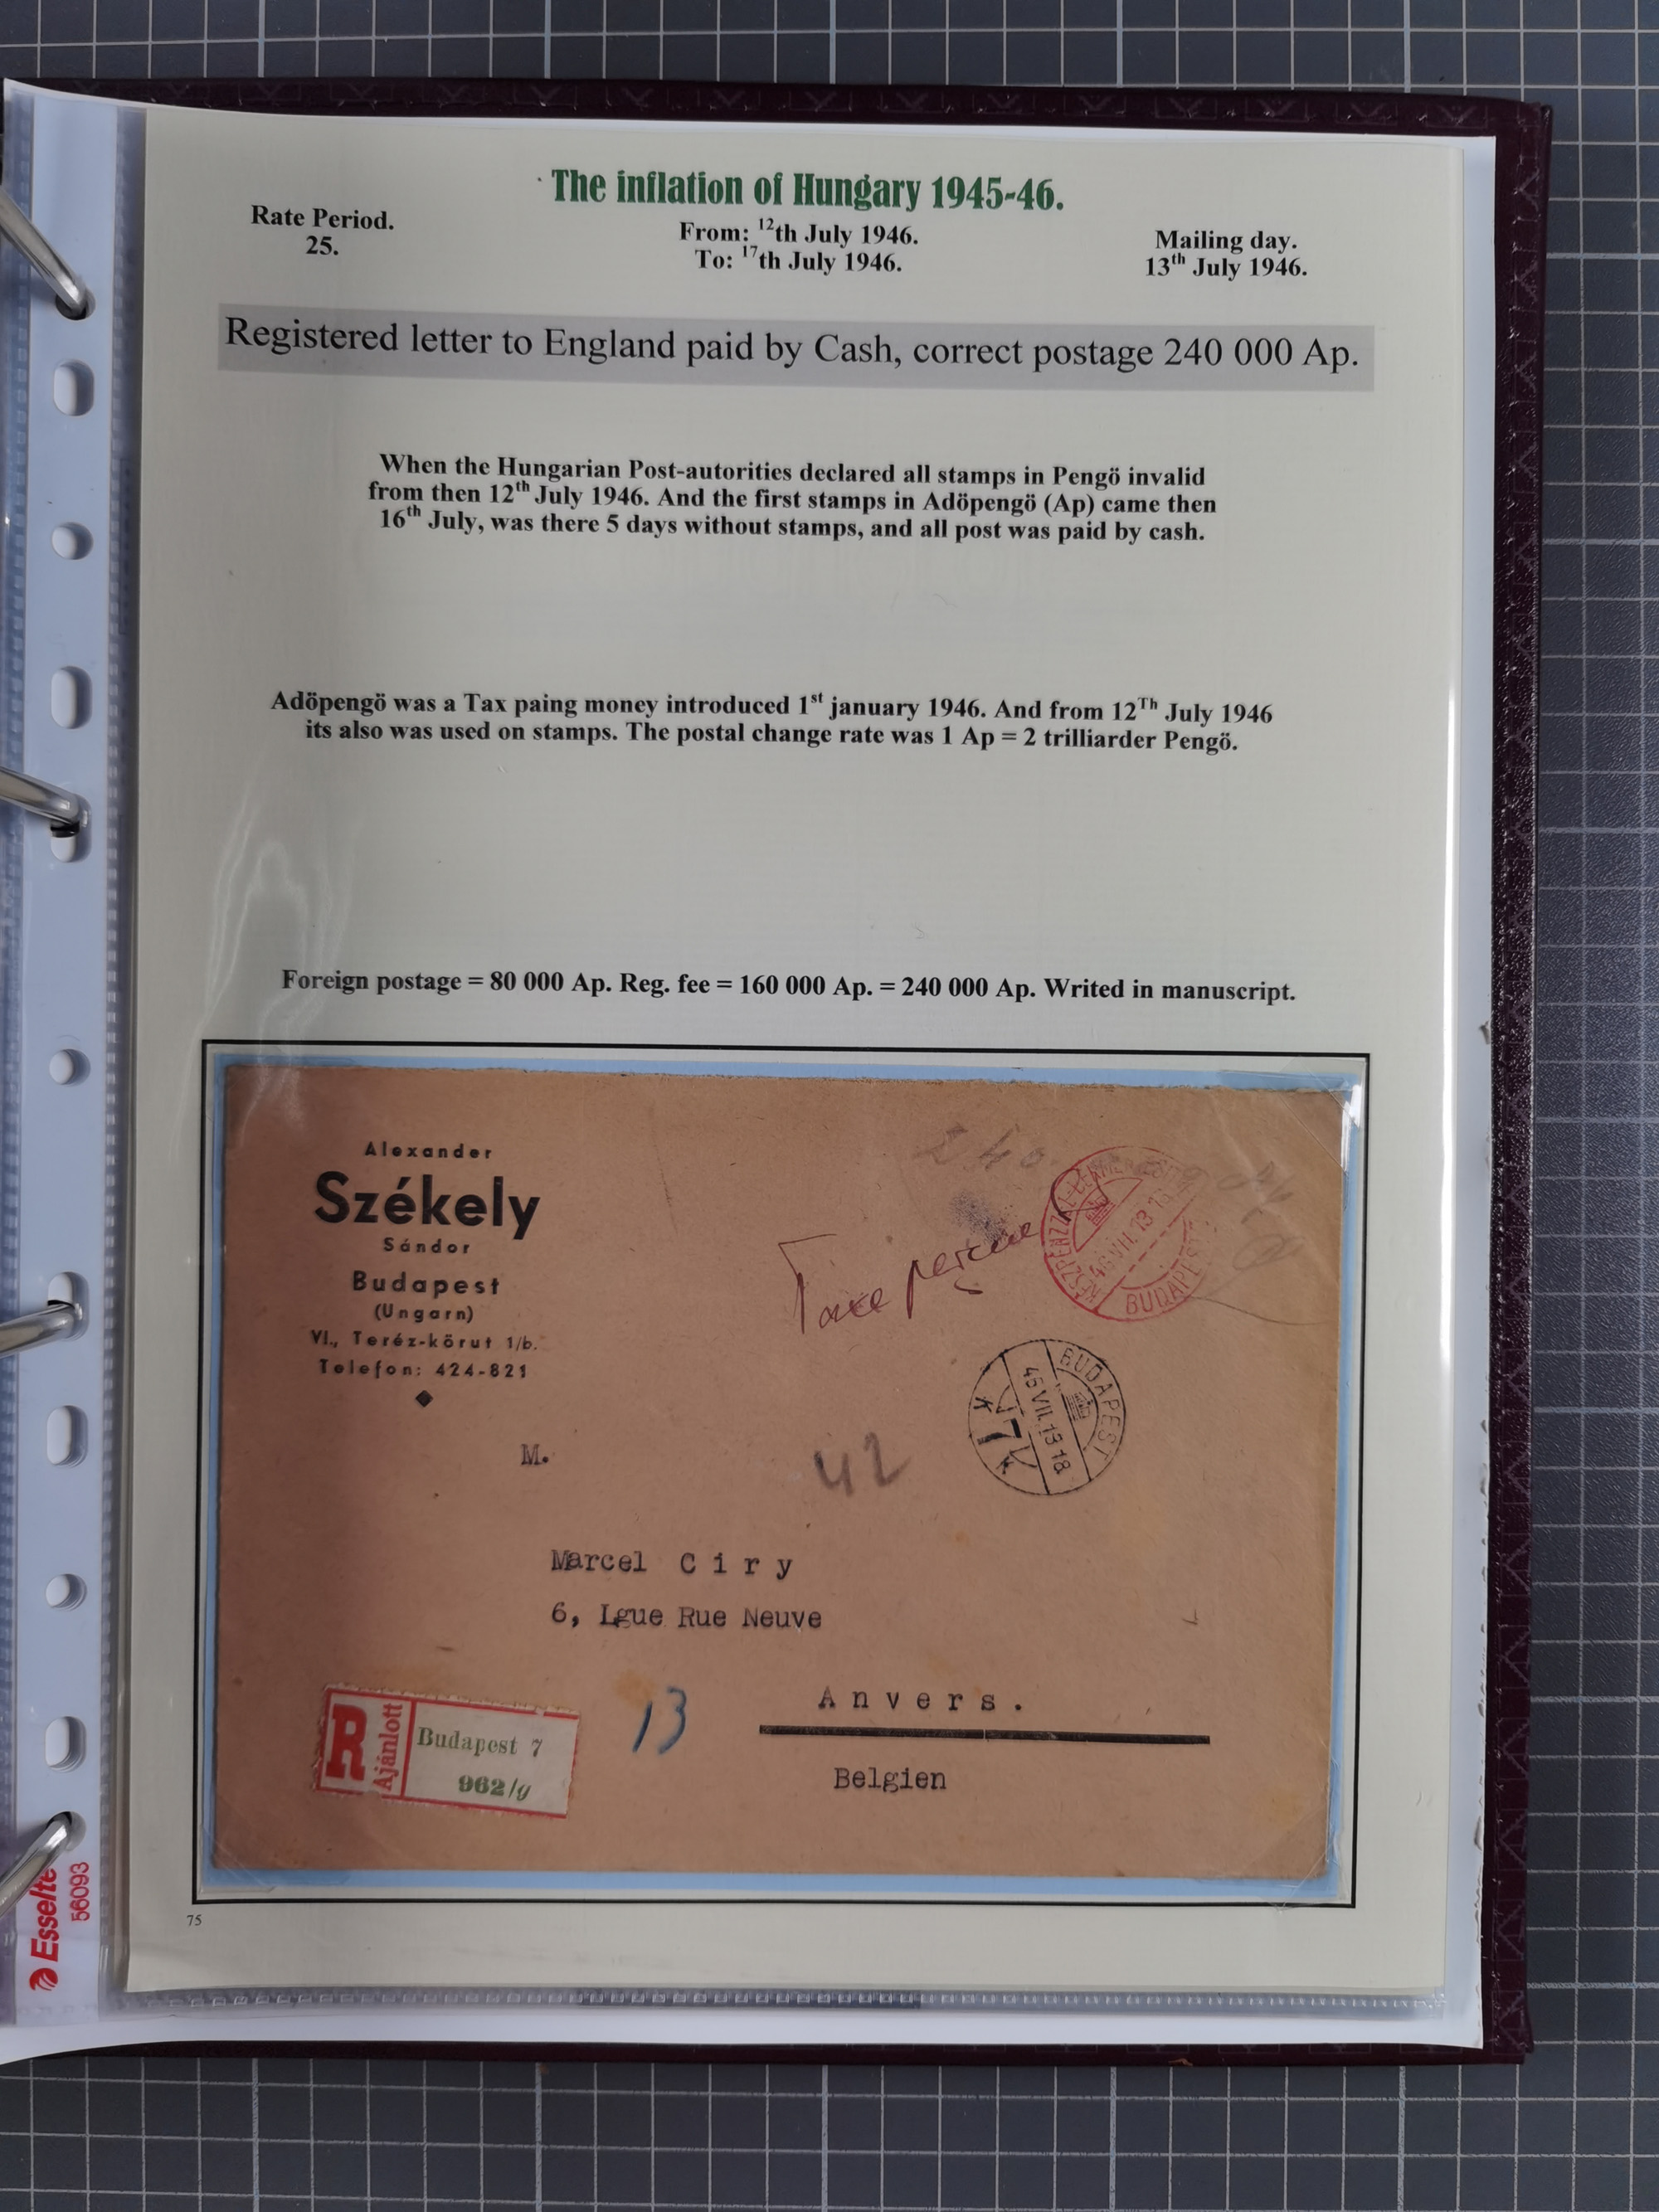 The inflation of Hungary 1945-46.
Rate Period.
25.
From: 12th July 1946.
To: 17th July 1946.
Mailing day.
13th July 1946.
Registered letter to England paid by Cash, correct postage 240 000 Ap.
When the Hungarian Post-autorities declared all stamps in Pengö invalid
from then 12th July 1946. And the first stamps in Adöpengö (Ap) came then
16th July, was there 5 days without stamps, and all post was paid by cash.
Adöpengö was a Tax paing money introduced 1st january 1946. And from 12Th July 1946
its also was used on stamps. The postal change rate was 1 Ap = 2 trilliarder Pengö.
Foreign postage = 80 000 Ap. Reg. fee = 160 000 Ap. = 240 000 Ap. Writed in manuscript.
Alexander
Székely
Sándor
Budapest
(Ungarn)
VI., Teréz-körut 1/b.
Telefon: 424-821
240
Taxe percue
BUDAPEST
BUDAPEST
7
42
M.
Marcel Ciry
6, Lgue Rue Neuve
Anvers.
Belgien
13
R
Ajánlott
Budapest 7
962/g
75
Esselte
56093